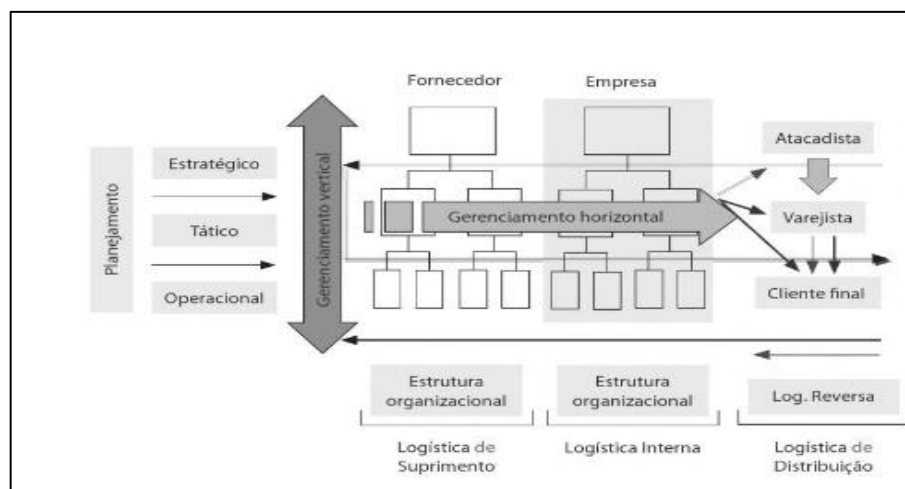 Fornecedor
Empresa
Planejamento
Estratégico
Tático
Operacional
Gerenciamento vertical
Gerenciamento horizontal
Atacadista
Varejista
Cliente final
Estrutura
organizacional
Estrutura
organizacional
Log. Reversa
Logística de
Suprimento
Logística Interna
Logística de
Distribuição